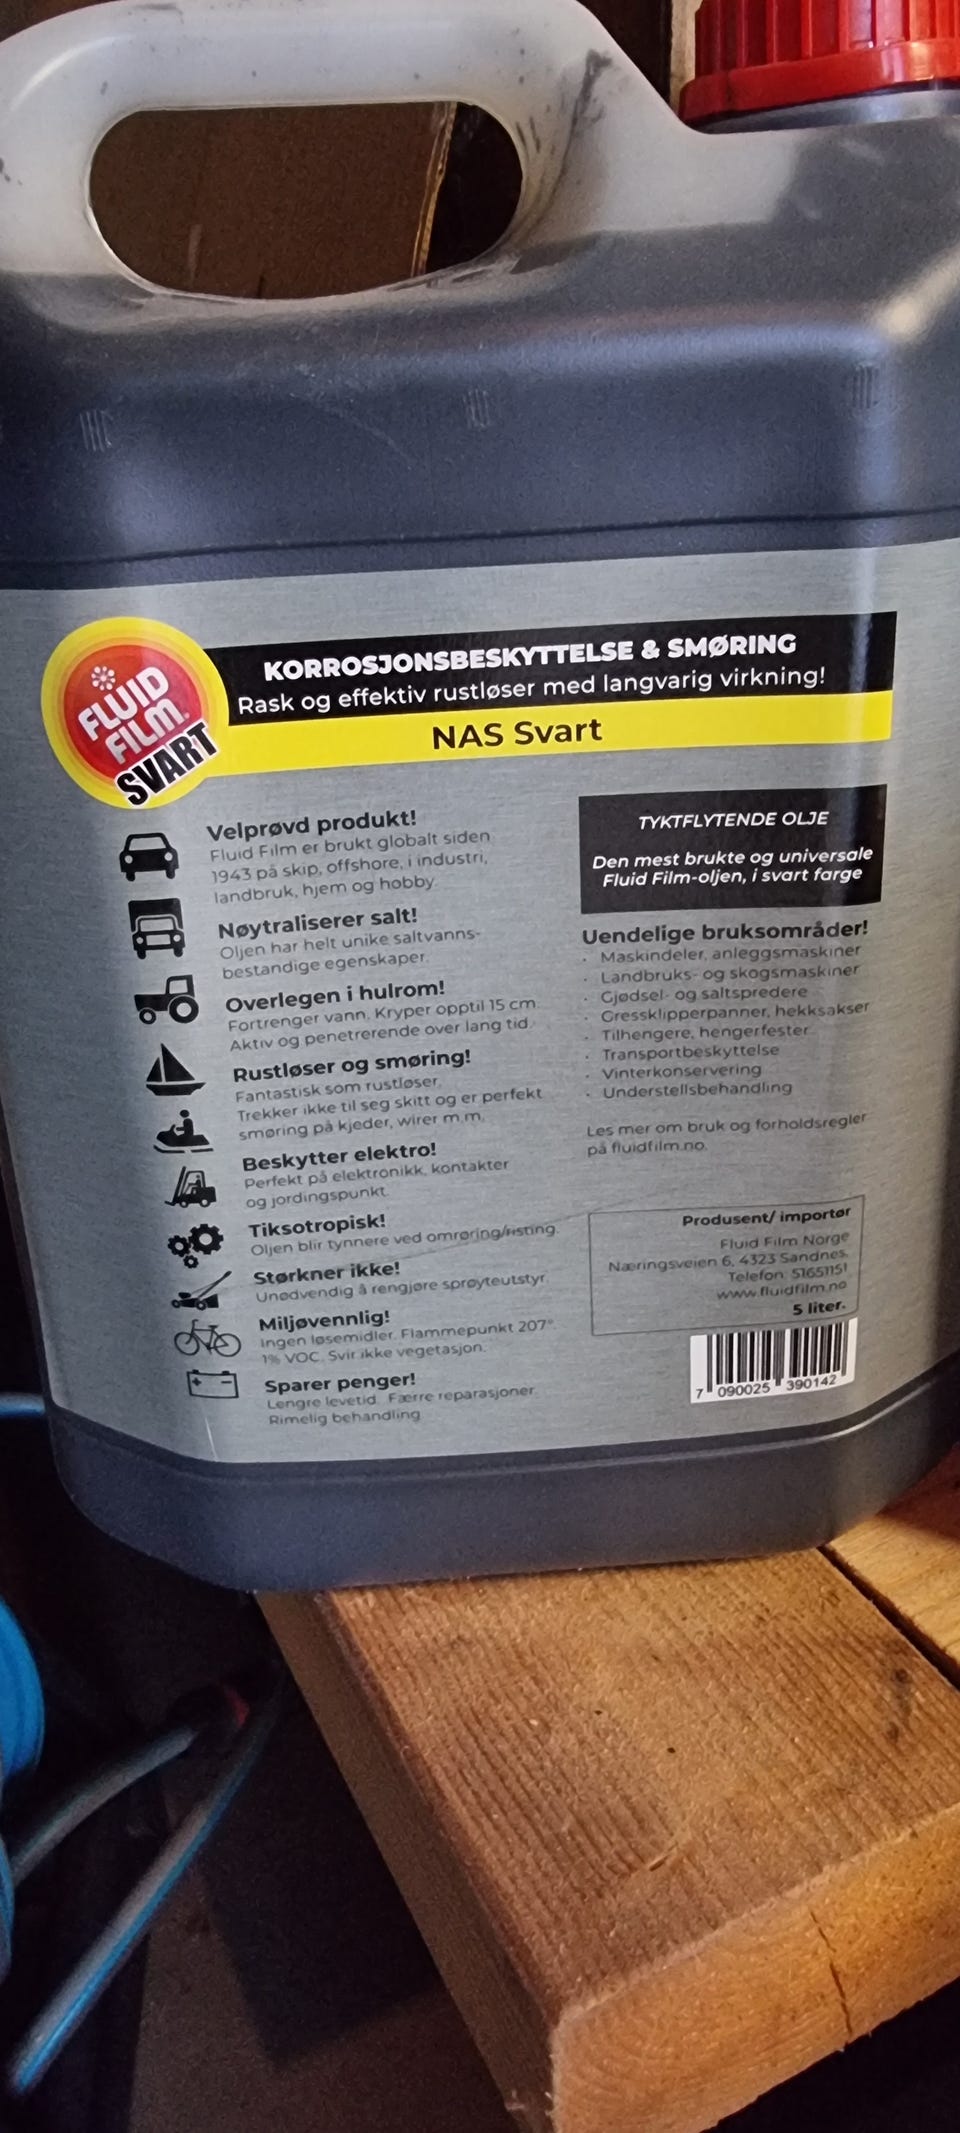 FLUID
FILM®
SVART
KORROSJONSBESKYTTELSE & SMØRING
Rask og effektiv rustløser med langvarig virkning!
NAS Svart
Velprøvd produkt!
Fluid Film er brukt globalt siden
1943 på skip, offshore, i industri,
landbruk, hjem og hobby.
Nøytraliserer salt!
Oljen har helt unike saltvanns-
bestandige egenskaper.
Overlegen i hulrom!
Fortrenger vann. Kryper opptil 15 cm.
Aktiv og penetrerende over lang tid.
Rustløser og smøring!
Fantastisk som rustløser.
Trekker ikke til seg skitt og er perfekt
smøring på kjeder, wirer m.m.
Beskytter elektro!
Perfekt på elektronikk, kontakter
og jordingspunkt.
Tiksotropisk!
Oljen blir tynnere ved omrøring/risting.
Størkner ikke!
Unødvendig å rengjøre sprøyteutstyr.
Miljøvennlig!
Ingen løsemidler. Flammepunkt 207°.
1% VOC. Svir ikke vegetasjon.
Sparer penger!
Lengre levetid. Færre reparasjoner.
Rimelig behandling.
TYKTFLYTENDE OLJE
Den mest brukte og universale
Fluid Film-oljen, i svart farge
Uendelige bruksområder!
· Maskindeler, anleggsmaskiner
· Landbruks- og skogsmaskiner
· Gjødsel- og saltspredere
· Gressklipperpanner, hekksakser
· Tilhengere, hengerfester
· Transportbeskyttelse
· Vinterkonservering
· Understellsbehandling
Les mer om bruk og forholdsregler
på fluidfilm.no.
Produsent/ importør
Fluid Film Norge
Næringsveien 6, 4323 Sandnes.
Telefon: 51651151
www.fluidfilm.no
5 liter.
7 090025 390142